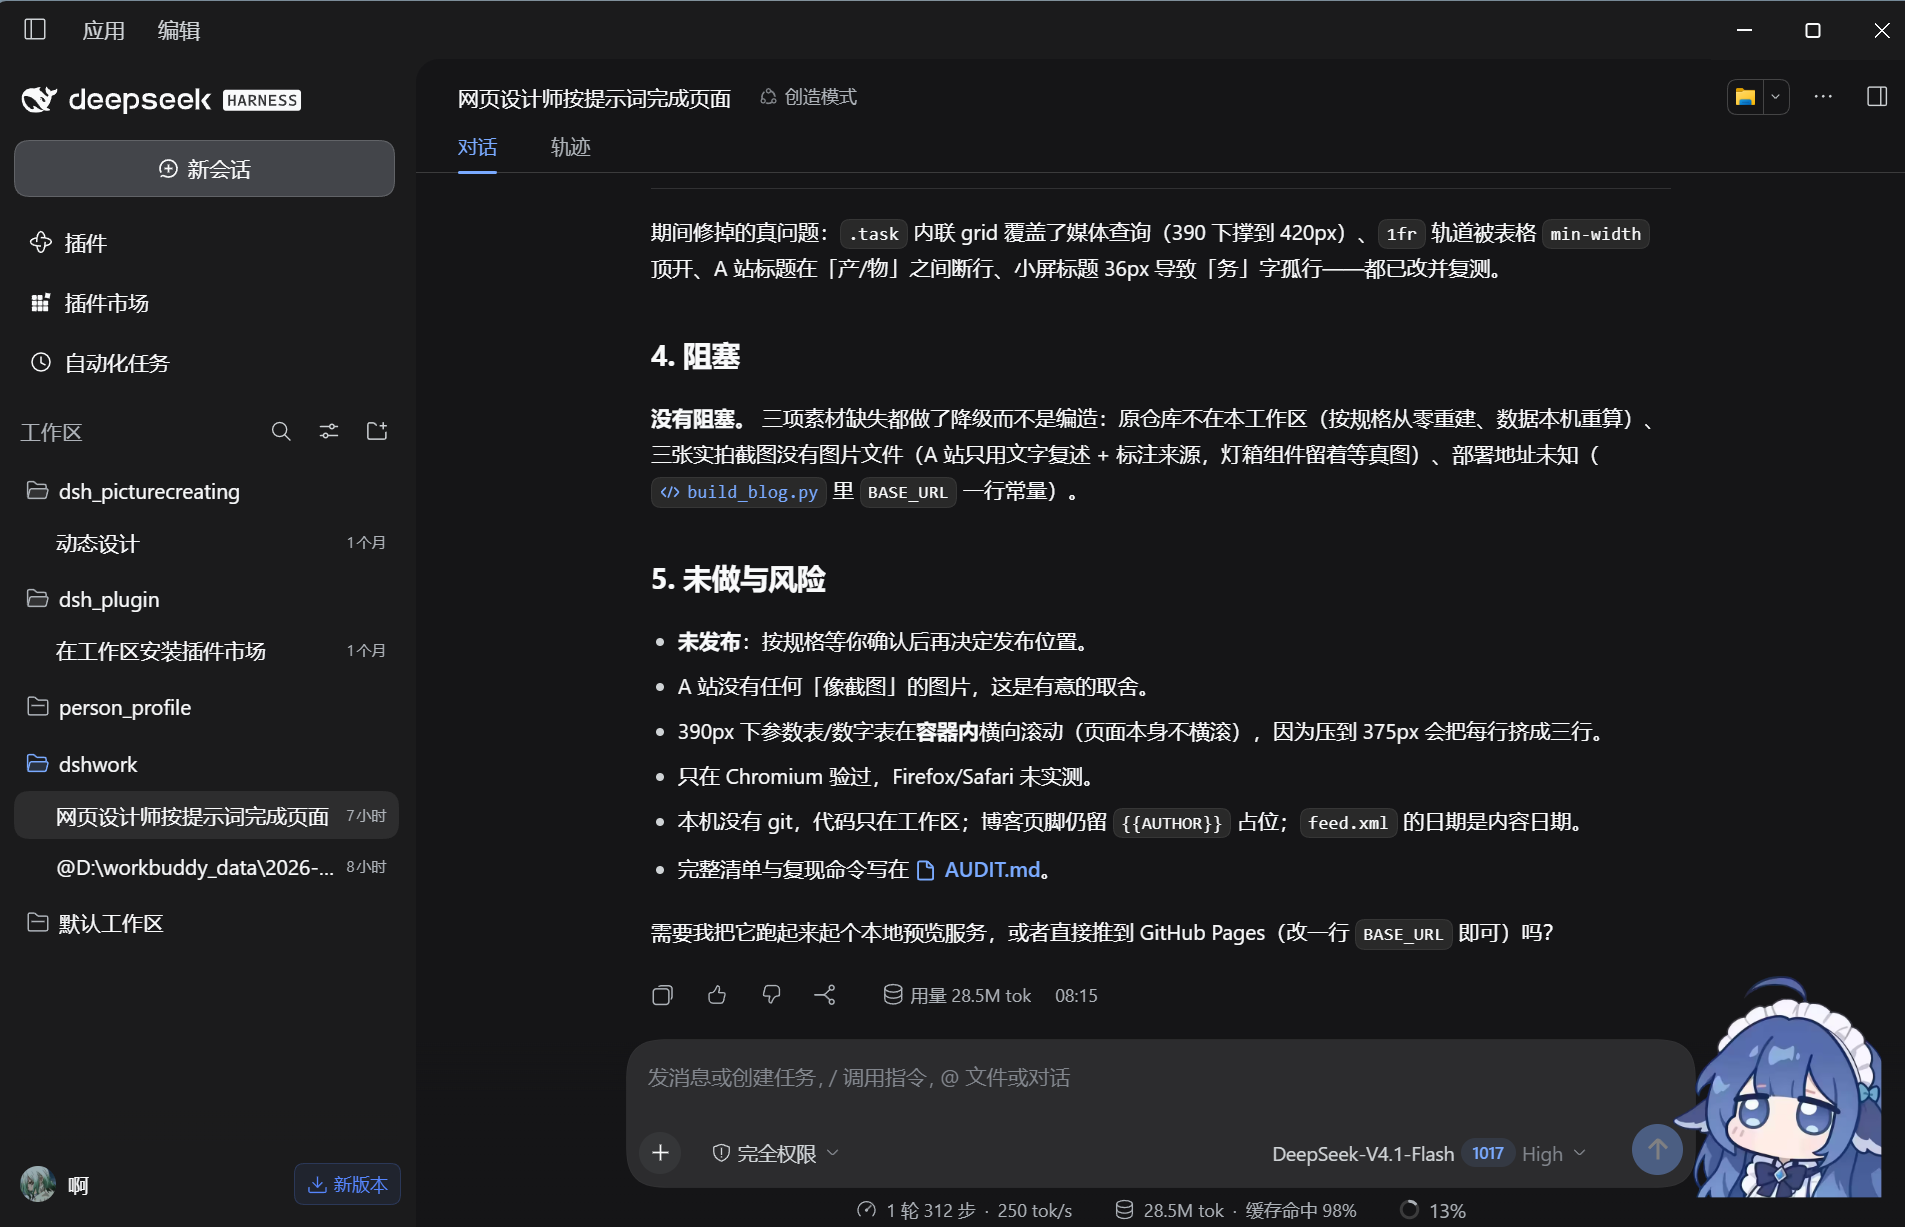 应用 编辑
deepseek HARNESS
新会话
插件
插件市场
自动化任务
工作区
dsh_picturecreating
动态设计 1个月
dsh_plugin
在工作区安装插件市场 1个月
person_profile
dshwork
网页设计师按提示词完成页面 7小时
@D:\workbuddy_data\2026-... 8小时
默认工作区
啊 新版本
网页设计师按提示词完成页面 创造模式
对话 轨迹
期间修掉的真问题： .task 内联 grid 覆盖了媒体查询（390 下撑到 420px）、 1fr 轨道被表格 min-width
顶开、A 站标题在「产/物」之间断行、小屏标题 36px 导致「务」字孤行——都已改并复测。
4. 阻塞
没有阻塞。 三项素材缺失都做了降级而不是编造：原仓库不在本工作区（按规格从零重建、数据本机重算）、
三张实拍截图没有图片文件（A 站只用文字复述 + 标注来源，灯箱组件留着等真图）、部署地址未知（
</> build_blog.py 里 BASE_URL 一行常量）。
5. 未做与风险
• 未发布：按规格等你确认后再决定发布位置。
• A 站没有任何「像截图」的图片，这是有意的取舍。
• 390px 下参数表/数字表在容器内横向滚动（页面本身不横滚），因为压到 375px 会把每行挤成三行。
• 只在 Chromium 验过，Firefox/Safari 未实测。
• 本机没有 git，代码只在工作区；博客页脚仍留 {{AUTHOR}} 占位； feed.xml 的日期是内容日期。
• 完整清单与复现命令写在 AUDIT.md。
需要我把它跑起来起个本地预览服务，或者直接推到 GitHub Pages（改一行 BASE_URL 即可）吗？
用量 28.5M tok 08:15
发消息或创建任务, / 调用指令, @ 文件或对话
完全权限 DeepSeek-V4.1-Flash 1017 High
1 轮 312 步 · 250 tok/s 28.5M tok · 缓存命中 98% 13%